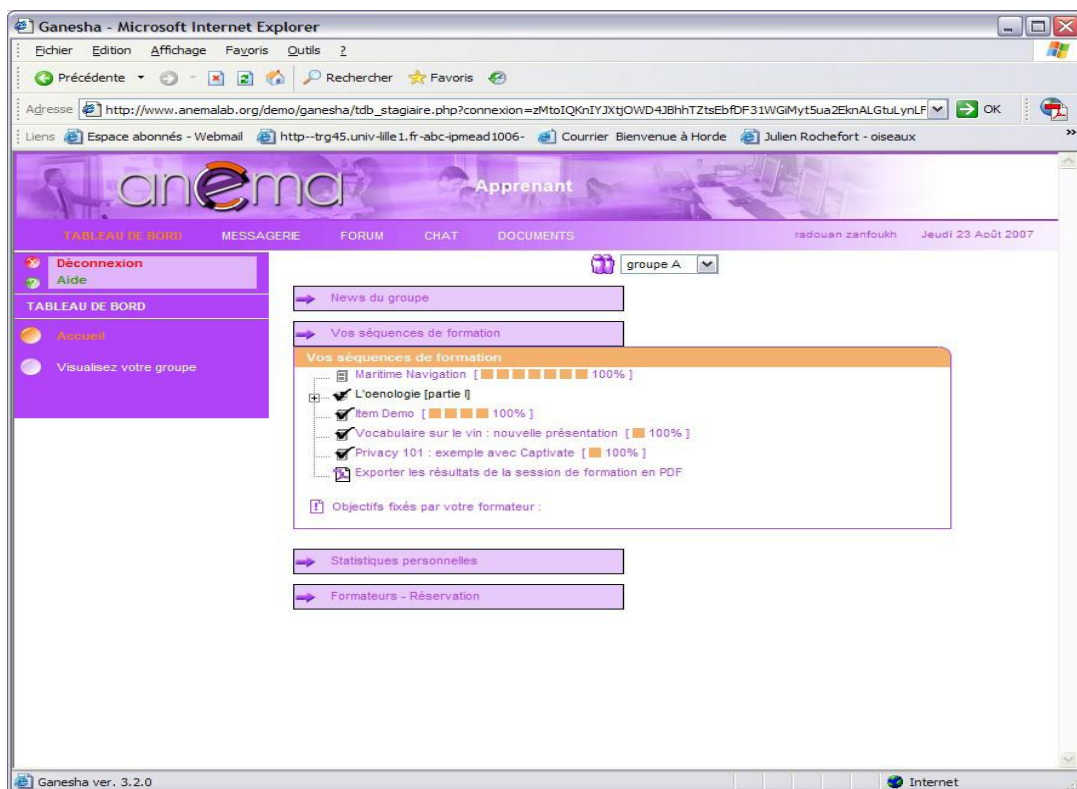 Ganesha - Microsoft Internet Explorer
Fichier Edition Affichage Favoris Outils ?
Précédente Rechercher Favoris
Adresse http://www.anemalab.org/demo/ganesha/tdb_stagiaire.php?connexion= OK
Liens Espace abonnés - Webmail http--trg45.univ-lille1.fr-abc-ipmead1006- Courrier Bienvenue à Horde Julien Rochefort - oiseaux »
anema Apprenant
TABLEAU DE BORD MESSAGERIE FORUM CHAT DOCUMENTS radouan zanfoukh Jeudi 23 Août 2007
Déconnexion
Aide
TABLEAU DE BORD
Accueil
Visualisez votre groupe
groupe A
News du groupe
Vos séquences de formation
Vos séquences de formation
Maritime Navigation [ 100% ]
L'oenologie [partie I]
Item Demo [ 100% ]
Vocabulaire sur le vin : nouvelle présentation [ 100% ]
Privacy 101 : exemple avec Captivate [ 100% ]
Exporter les résultats de la session de formation en PDF
Objectifs fixés par votre formateur :
Statistiques personnelles
Formateurs - Réservation
Ganesha ver. 3.2.0 Internet